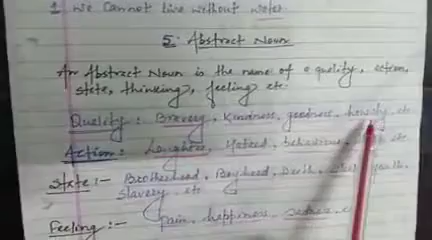 1 We Cannot live without water.
5. Abstract Noun
An Abstract Noun is the name of a quality, action,
state, thinking, feeling etc.
Quality :- Bravery, Kindness, goodness, honesty, etc
Action:- Laughter, Hatred, behaviour, etc
State:- Brotherhood, Boyhood, Death, youth,
slavery, etc
Feeling:- Pain, happiness,